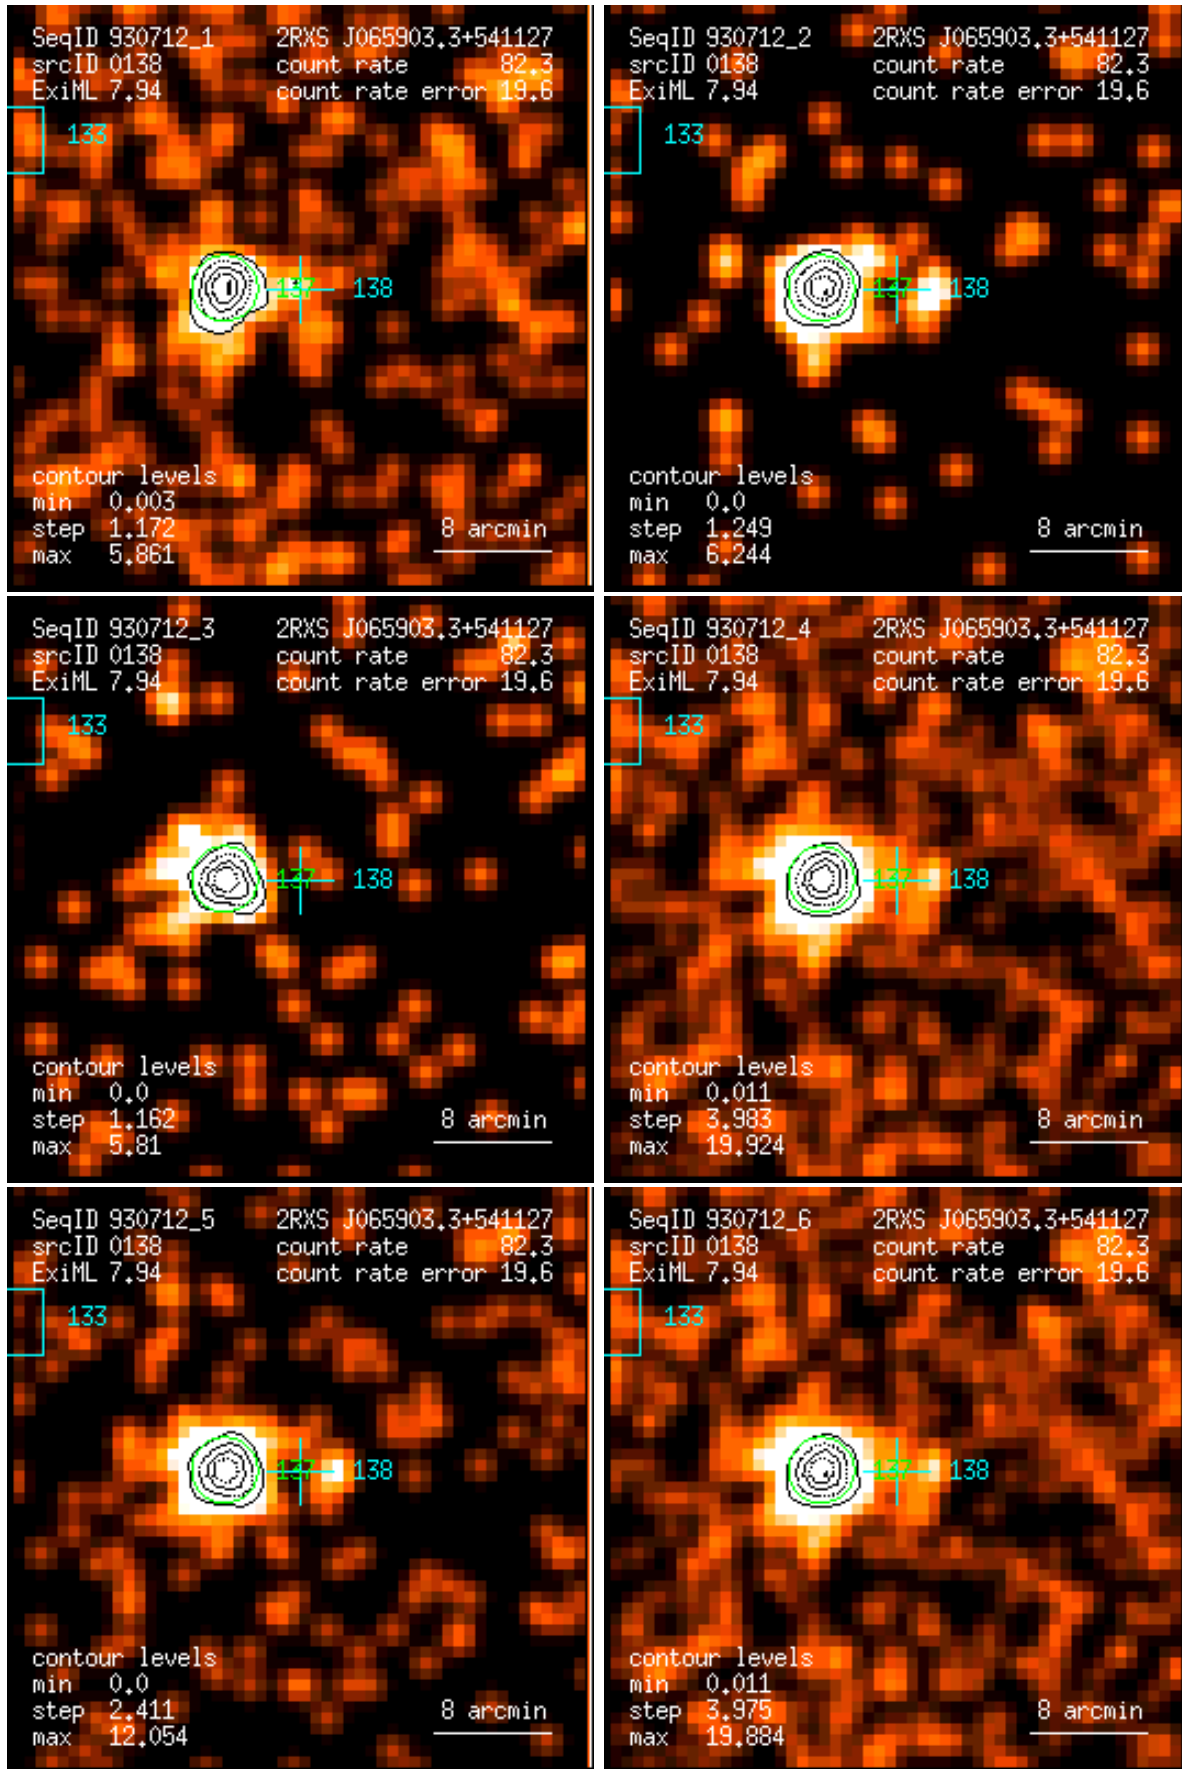 SeqID 930712_1 2RXS J065903.3+541127
srcID 0138 count rate 82.3
ExiML 7.94 count rate error 19.6
133
137 138
contour levels
min 0.003
step 1.172
max 5.861
8 arcmin
SeqID 930712_2 2RXS J065903.3+541127
srcID 0138 count rate 82.3
ExiML 7.94 count rate error 19.6
133
137 138
contour levels
min 0.0
step 1.249
max 6.244
8 arcmin
SeqID 930712_3 2RXS J065903.3+541127
srcID 0138 count rate 82.3
ExiML 7.94 count rate error 19.6
133
137 138
contour levels
min 0.0
step 1.162
max 5.81
8 arcmin
SeqID 930712_4 2RXS J065903.3+541127
srcID 0138 count rate 82.3
ExiML 7.94 count rate error 19.6
133
137 138
contour levels
min 0.011
step 3.983
max 19.924
8 arcmin
SeqID 930712_5 2RXS J065903.3+541127
srcID 0138 count rate 82.3
ExiML 7.94 count rate error 19.6
133
137 138
contour levels
min 0.0
step 2.411
max 12.054
8 arcmin
SeqID 930712_6 2RXS J065903.3+541127
srcID 0138 count rate 82.3
ExiML 7.94 count rate error 19.6
133
137 138
contour levels
min 0.011
step 3.975
max 19.884
8 arcmin